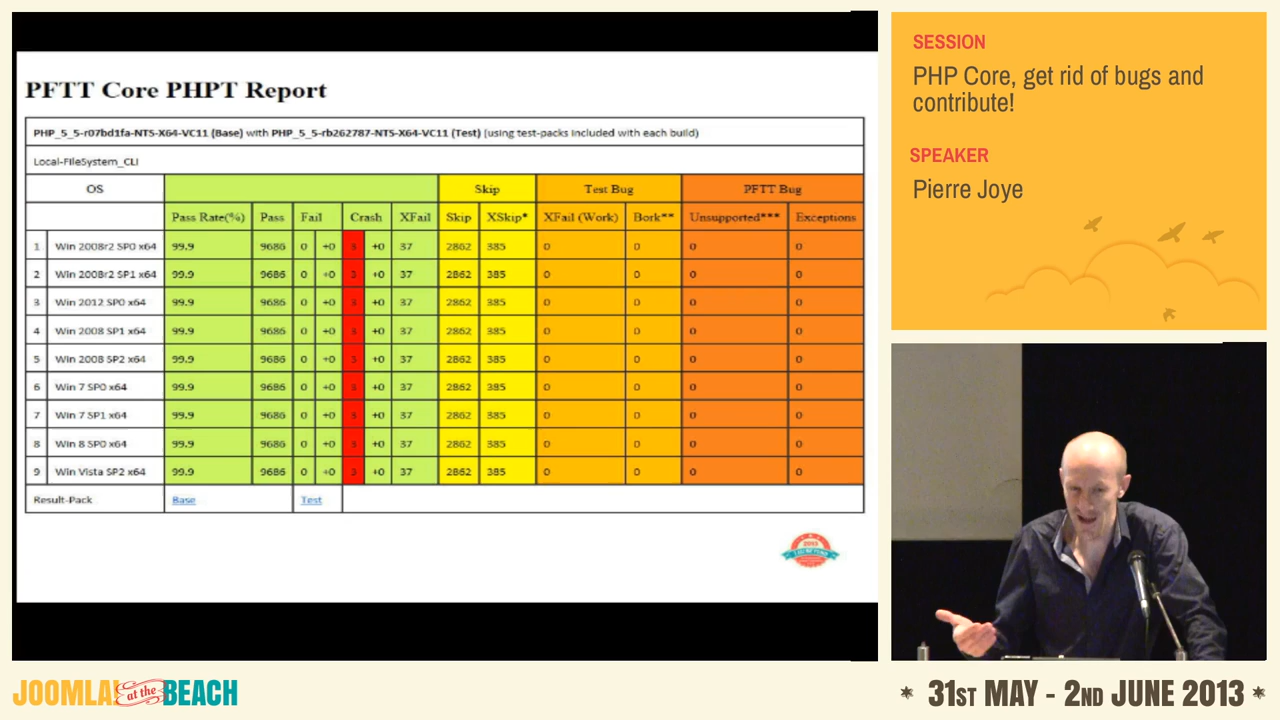 PFTT Core PHPT Report
PHP_5_5-r07bd1fa-NTS-X64-VC11 (Base) with PHP_5_5-rb262787-NTS-X64-VC11 (Test) (using test-packs included with each build)
Local-FileSystem_CLI
OS Skip Test Bug PFTT Bug
Pass Rate(%) Pass Fail Crash XFail Skip XSkip* XFail (Work) Bork** Unsupported*** Exceptions
1 Win 2008r2 SP0 x64 99.9 9686 0 +0 3 +0 37 2862 385 0 0 0 0
2 Win 2008r2 SP1 x64 99.9 9686 0 +0 3 +0 37 2862 385 0 0 0 0
3 Win 2012 SP0 x64 99.9 9686 0 +0 3 +0 37 2862 385 0 0 0 0
4 Win 2008 SP1 x64 99.9 9686 0 +0 3 +0 37 2862 385 0 0 0 0
5 Win 2008 SP2 x64 99.9 9686 0 +0 3 +0 37 2862 385 0 0 0 0
6 Win 7 SP0 x64 99.9 9686 0 +0 3 +0 37 2862 385 0 0 0 0
7 Win 7 SP1 x64 99.9 9686 0 +0 3 +0 37 2862 385 0 0 0 0
8 Win 8 SP0 x64 99.9 9686 0 +0 3 +0 37 2862 385 0 0 0 0
9 Win Vista SP2 x64 99.9 9686 0 +0 3 +0 37 2862 385 0 0 0 0
Result-Pack Base Test
2013
SESSION
PHP Core, get rid of bugs and
contribute!
SPEAKER
Pierre Joye
JOOMLA! at the BEACH
* 31ST MAY - 2ND JUNE 2013 *